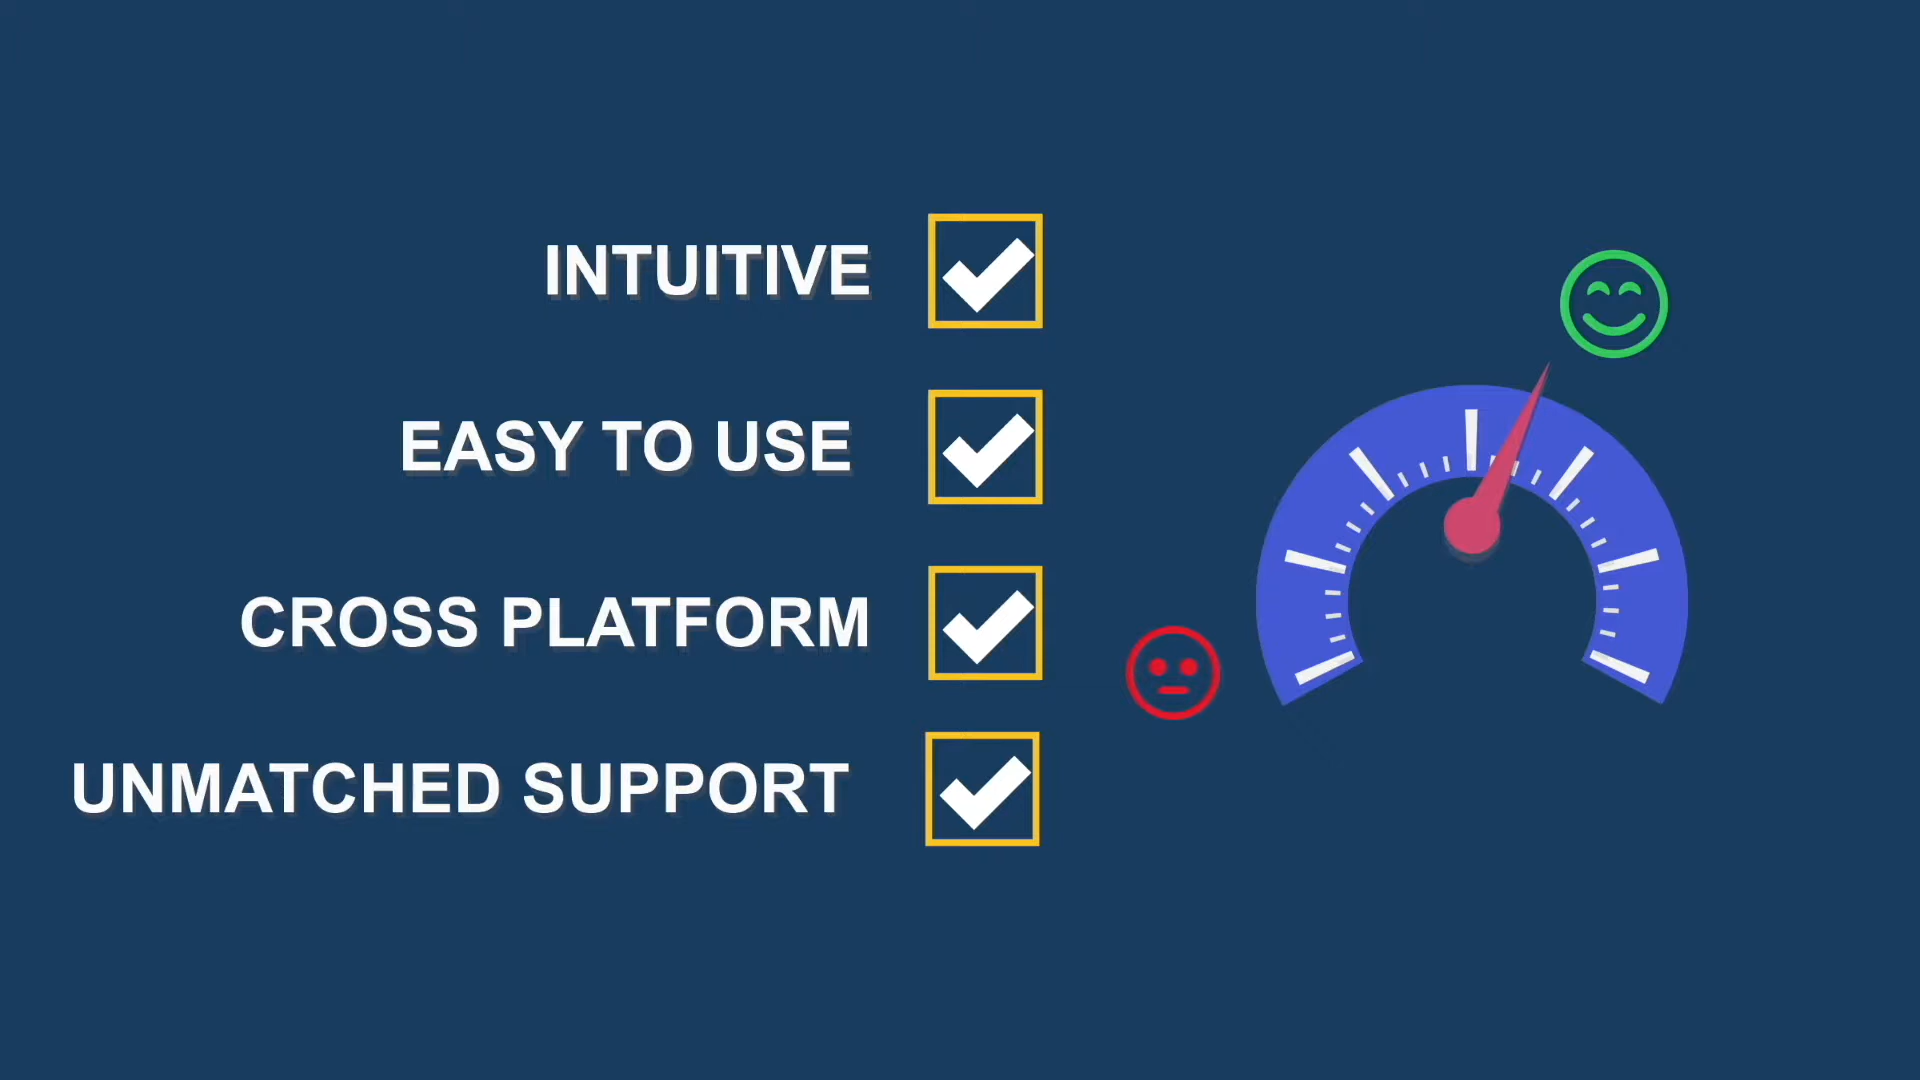 INTUITIVE
EASY TO USE
CROSS PLATFORM
UNMATCHED SUPPORT